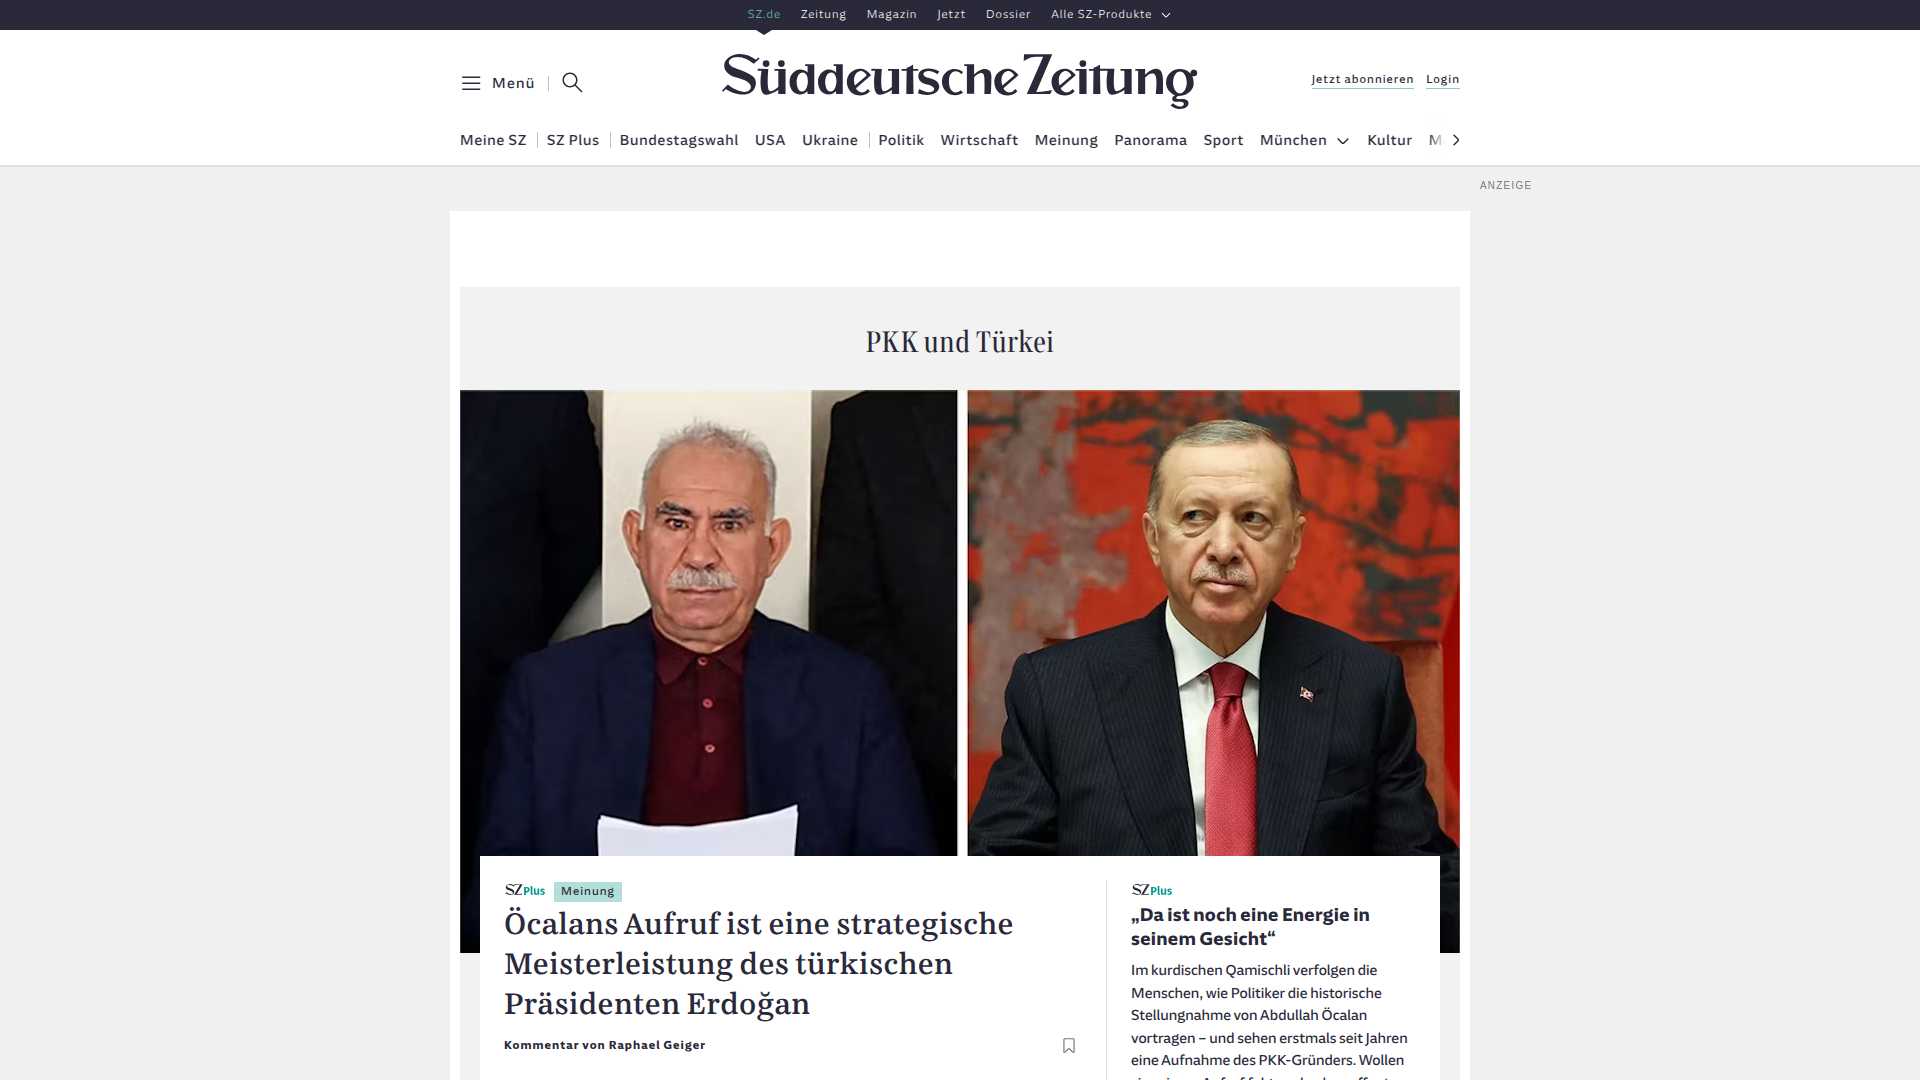 SZ.de Zeitung Magazin Jetzt Dossier Alle SZ-Produkte
Menü
Süddeutsche Zeitung
Jetzt abonnieren Login
Meine SZ SZ Plus Bundestagswahl USA Ukraine Politik Wirtschaft Meinung Panorama Sport München Kultur M
ANZEIGE
PKK und Türkei
SZ Plus Meinung
Öcalans Aufruf ist eine strategische
Meisterleistung des türkischen
Präsidenten Erdoğan
Kommentar von Raphael Geiger
SZ Plus
„Da ist noch eine Energie in
seinem Gesicht“
Im kurdischen Qamischli verfolgen die
Menschen, wie Politiker die historische
Stellungnahme von Abdullah Öcalan
vortragen – und sehen erstmals seit Jahren
eine Aufnahme des PKK-Gründers. Wollen